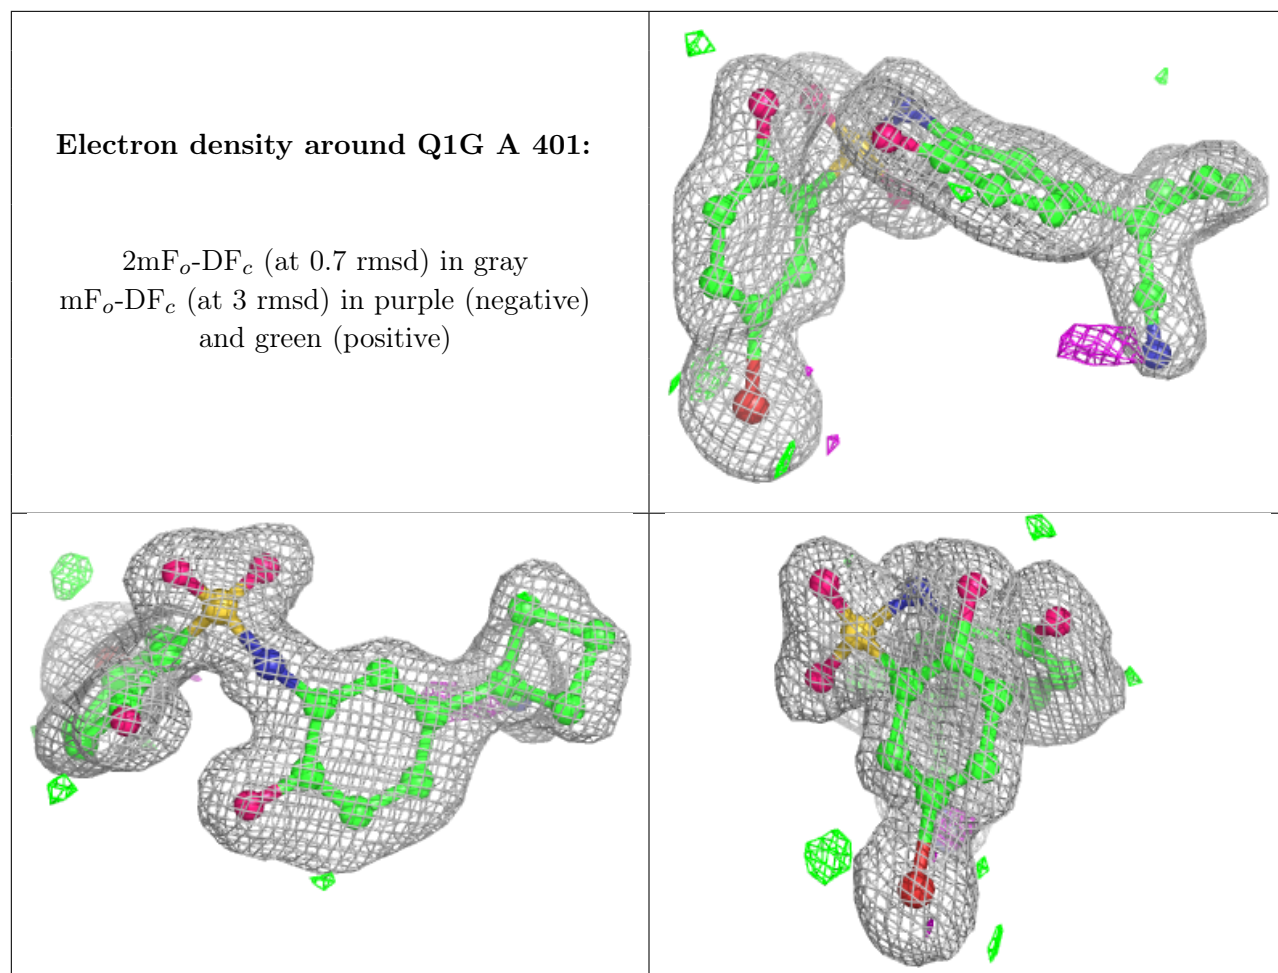 Electron density around Q1G A 401:
2mFo-DFc (at 0.7 rmsd) in gray
mFo-DFc (at 3 rmsd) in purple (negative)
and green (positive)